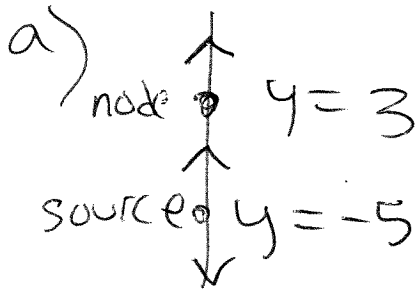 a)
node y = 3
source y = -5